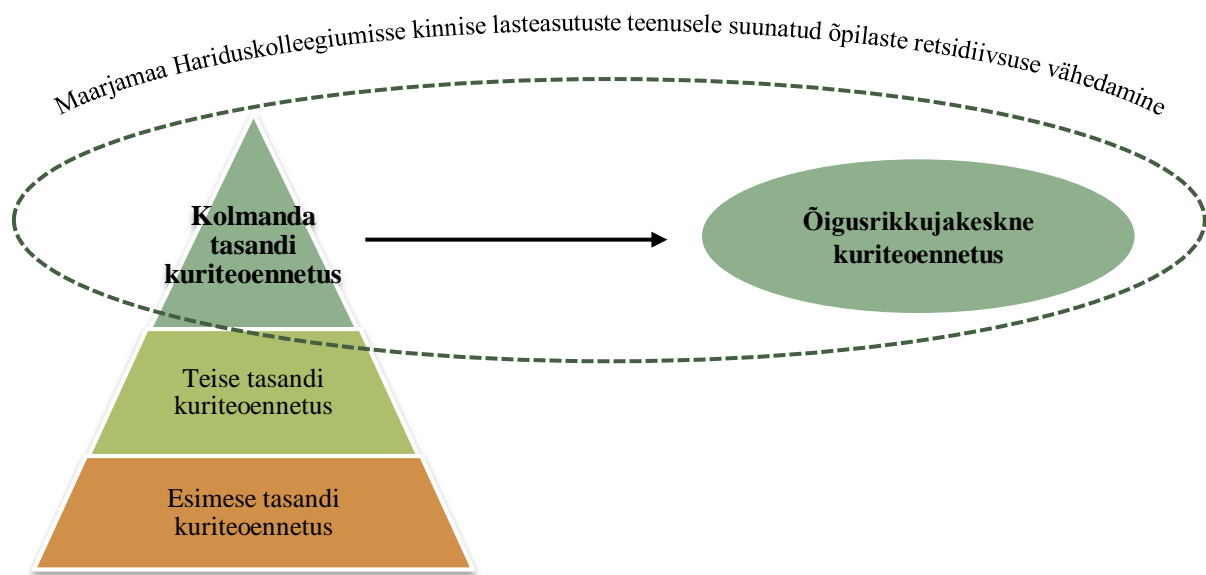 Maarjamaa Hariduskolleegiumisse kinnise lasteasutuste teenusele suunatud õpilaste retsidiivsuse vähedamine
Kolmanda
tasandi
kuriteoennetus
Õigusrikkujakeskne
kuriteoennetus
Teise tasandi
kuriteoennetus
Esimese tasandi
kuriteoennetus